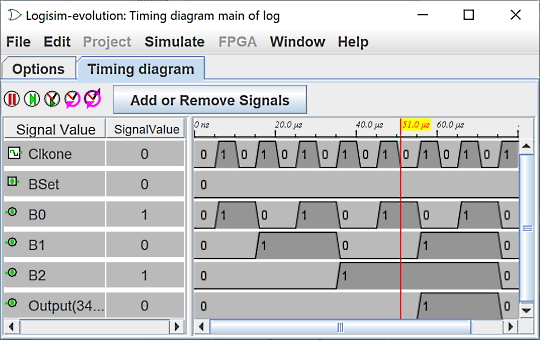 Logisim-evolution: Timing diagram main of log
File Edit Project Simulate FPGA Window Help
Options Timing diagram
Add or Remove Signals
Signal Value SignalValue 0 ns 20.0 µs 40.0 µs 51.0 µs 60.0 µs
Clkone 0 0 1 0 1 0 1 0 1 0 1 0 1 0 1 0 1
BSet 0 0
B0 1 0 1 0 1 0 1 0 1 0
B1 0 0 1 0 1 0
B2 1 0 1 0
Output(34... 0 0 1 0